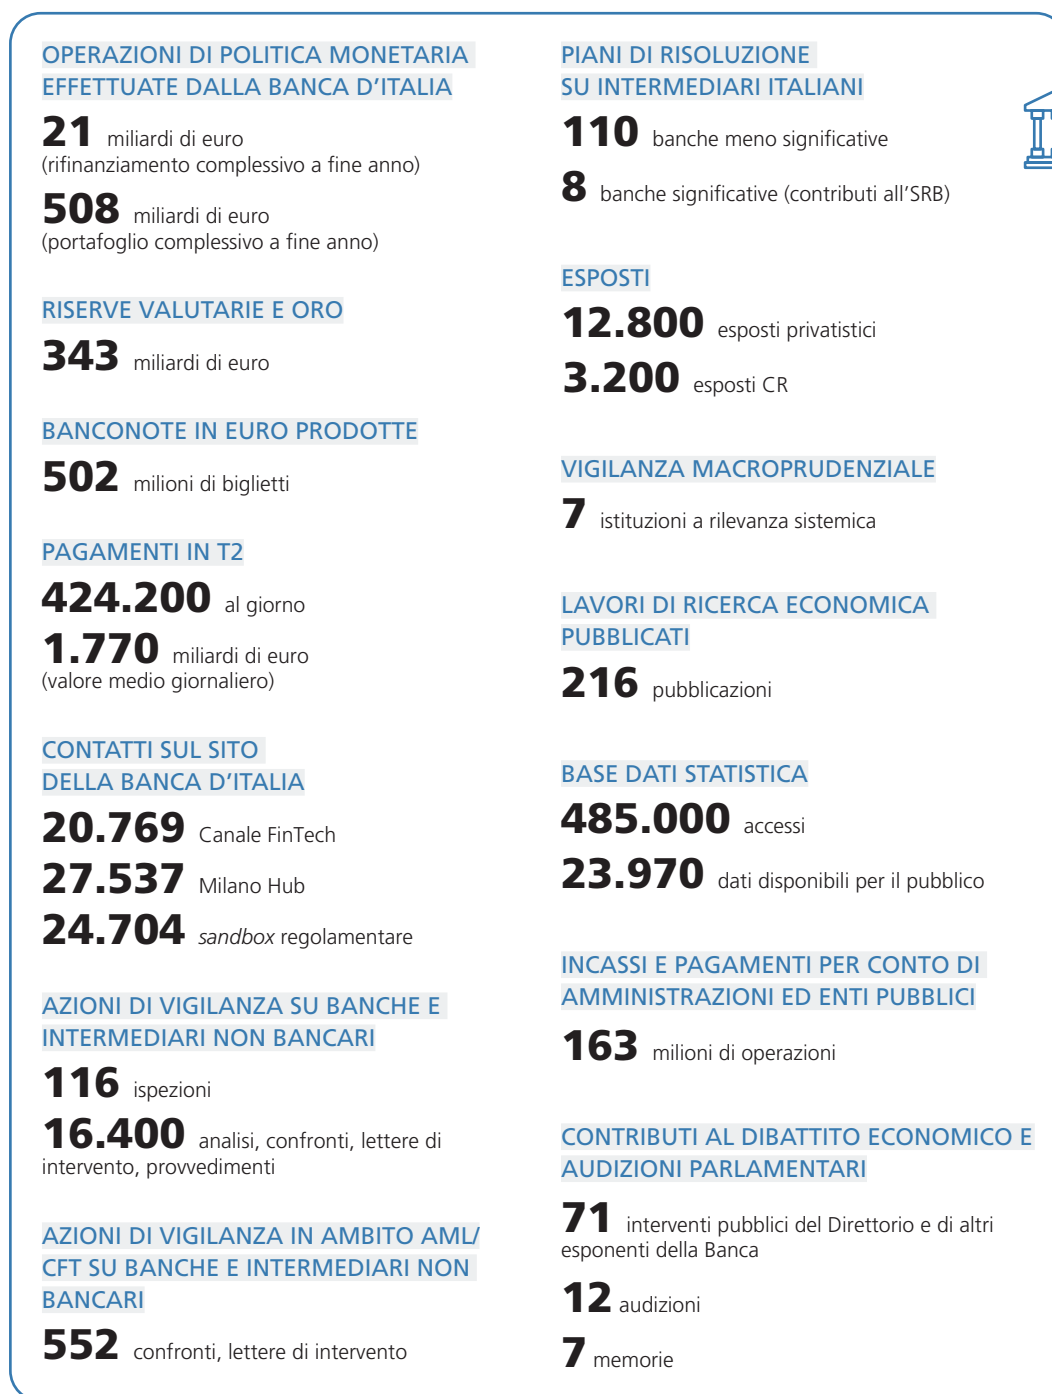 OPERAZIONI DI POLITICA MONETARIA
EFFETTUATE DALLA BANCA D’ITALIA
21 miliardi di euro
(rifinanziamento complessivo a fine anno)
508 miliardi di euro
(portafoglio complessivo a fine anno)
RISERVE VALUTARIE E ORO
343 miliardi di euro
BANCONOTE IN EURO PRODOTTE
502 milioni di biglietti
PAGAMENTI IN T2
424.200 al giorno
1.770 miliardi di euro
(valore medio giornaliero)
CONTATTI SUL SITO
DELLA BANCA D’ITALIA
20.769 Canale FinTech
27.537 Milano Hub
24.704 sandbox regolamentare
AZIONI DI VIGILANZA SU BANCHE E
INTERMEDIARI NON BANCARI
116 ispezioni
16.400 analisi, confronti, lettere di
intervento, provvedimenti
AZIONI DI VIGILANZA IN AMBITO AML/
CFT SU BANCHE E INTERMEDIARI NON
BANCARI
552 confronti, lettere di intervento
PIANI DI RISOLUZIONE
SU INTERMEDIARI ITALIANI
110 banche meno significative
8 banche significative (contributi all’SRB)
ESPOSTI
12.800 esposti privatistici
3.200 esposti CR
VIGILANZA MACROPRUDENZIALE
7 istituzioni a rilevanza sistemica
LAVORI DI RICERCA ECONOMICA
PUBBLICATI
216 pubblicazioni
BASE DATI STATISTICA
485.000 accessi
23.970 dati disponibili per il pubblico
INCASSI E PAGAMENTI PER CONTO DI
AMMINISTRAZIONI ED ENTI PUBBLICI
163 milioni di operazioni
CONTRIBUTI AL DIBATTITO ECONOMICO E
AUDIZIONI PARLAMENTARI
71 interventi pubblici del Direttorio e di altri
esponenti della Banca
12 audizioni
7 memorie